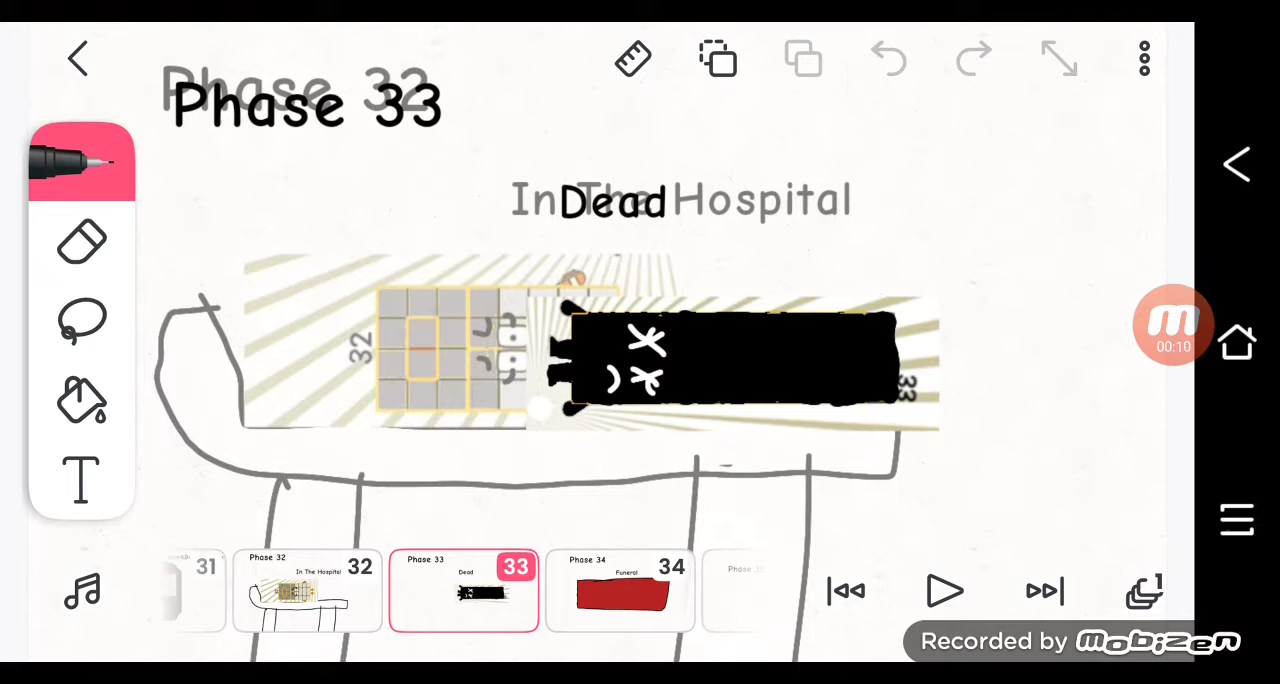 Phase 32
Phase 33
In The Hospital
Dead
32
33
00:10
T
31
Phase 32
32
In The Hospital
Phase 33
33
Dead
Phase 34
34
Funeral
Phase
1
Recorded by mobizen